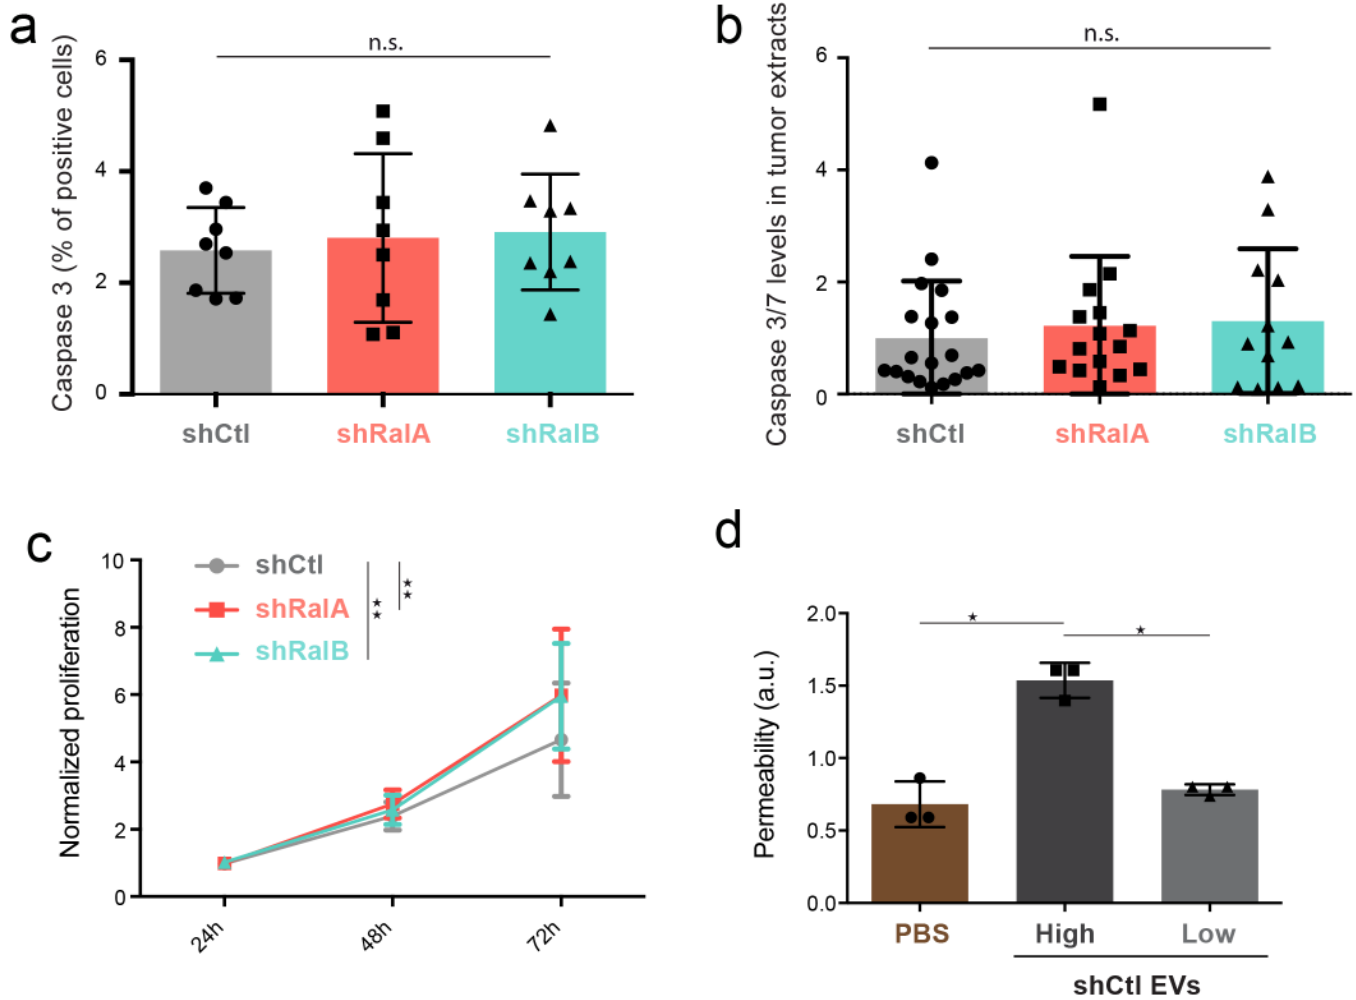 a
Caspase 3 (% of positive cells)
6
4
2
0
n.s.
shCtl
shRalA
shRalB
b
Caspase 3/7 levels in tumor extracts
6
4
2
0
n.s.
shCtl
shRalA
shRalB
c
Normalized proliferation
10
8
6
4
2
0
shCtl
shRalA
shRalB
★★
★★
24h
48h
72h
d
Permeability (a.u.)
2.0
1.5
1.0
0.5
0.0
★
★
PBS
High
Low
shCtl EVs